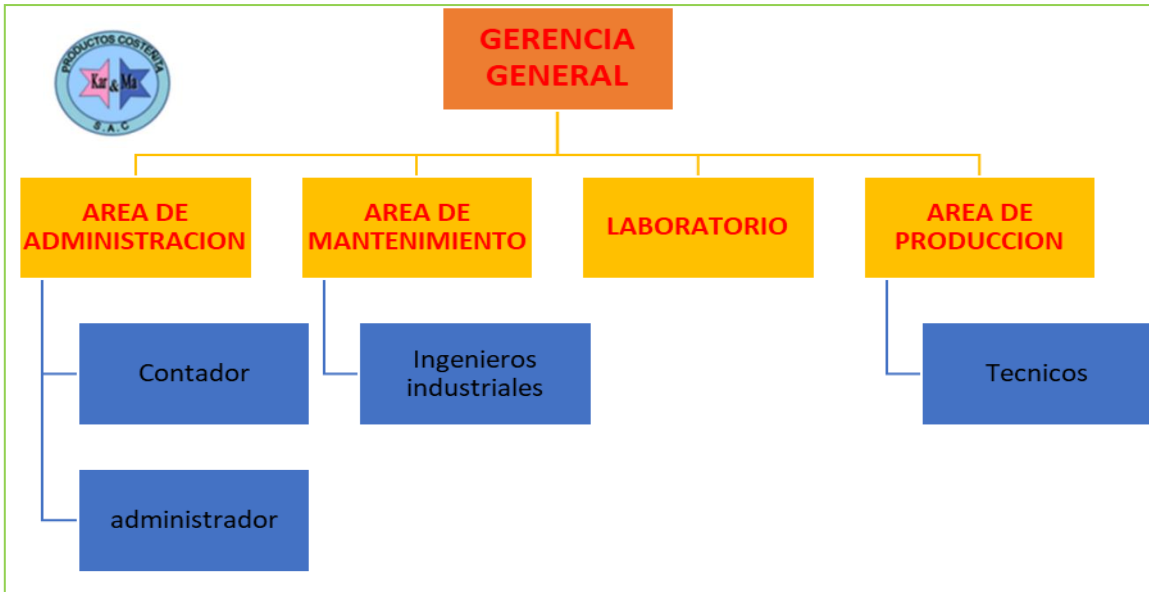 PRODUCTOS COSTEÑITA
Kar & Ma
S.A.C
GERENCIA
GENERAL
AREA DE
ADMINISTRACION
AREA DE
MANTENIMIENTO
LABORATORIO
AREA DE
PRODUCCION
Contador
Ingenieros
industriales
Tecnicos
administrador